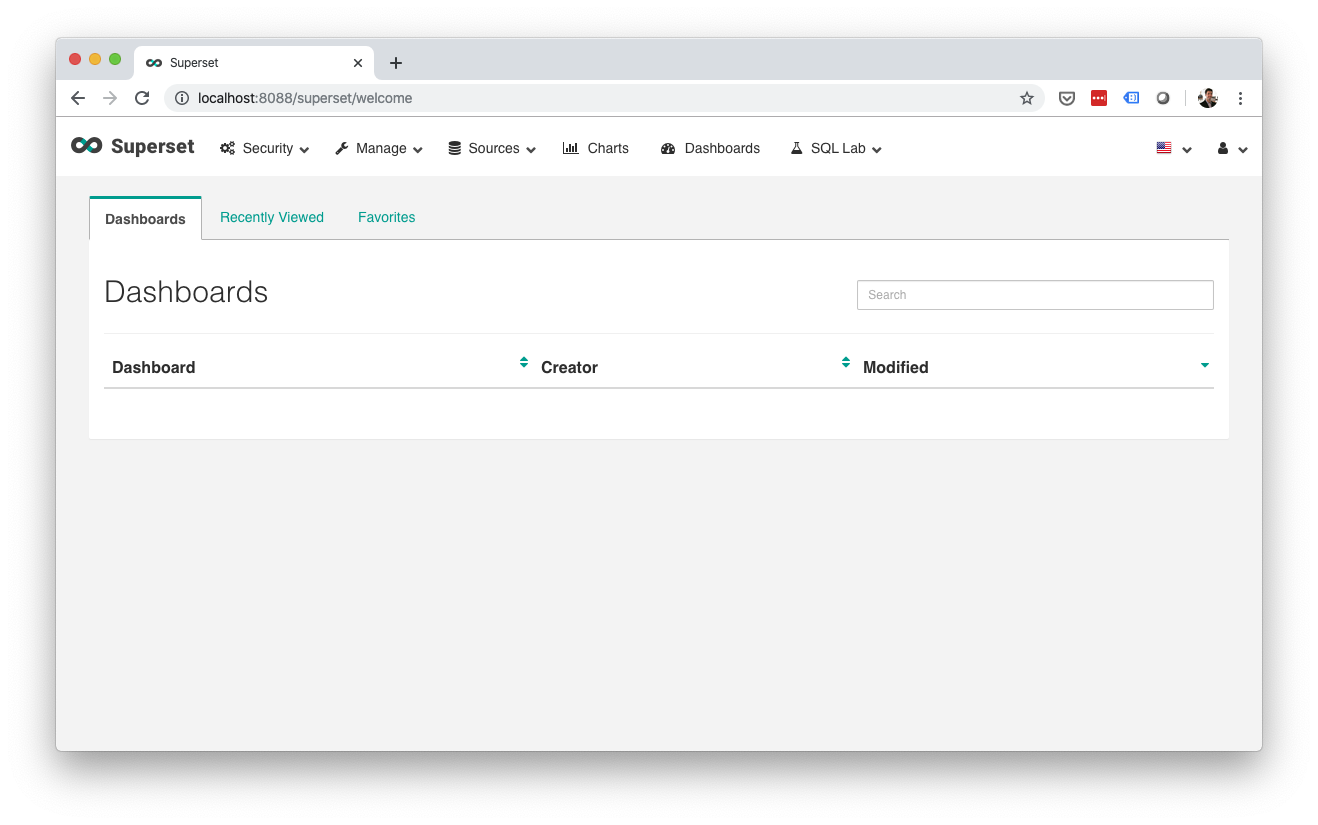 Superset
localhost:8088/superset/welcome
Superset Security Manage Sources Charts Dashboards SQL Lab
Dashboards Recently Viewed Favorites
Dashboards Search
Dashboard Creator Modified